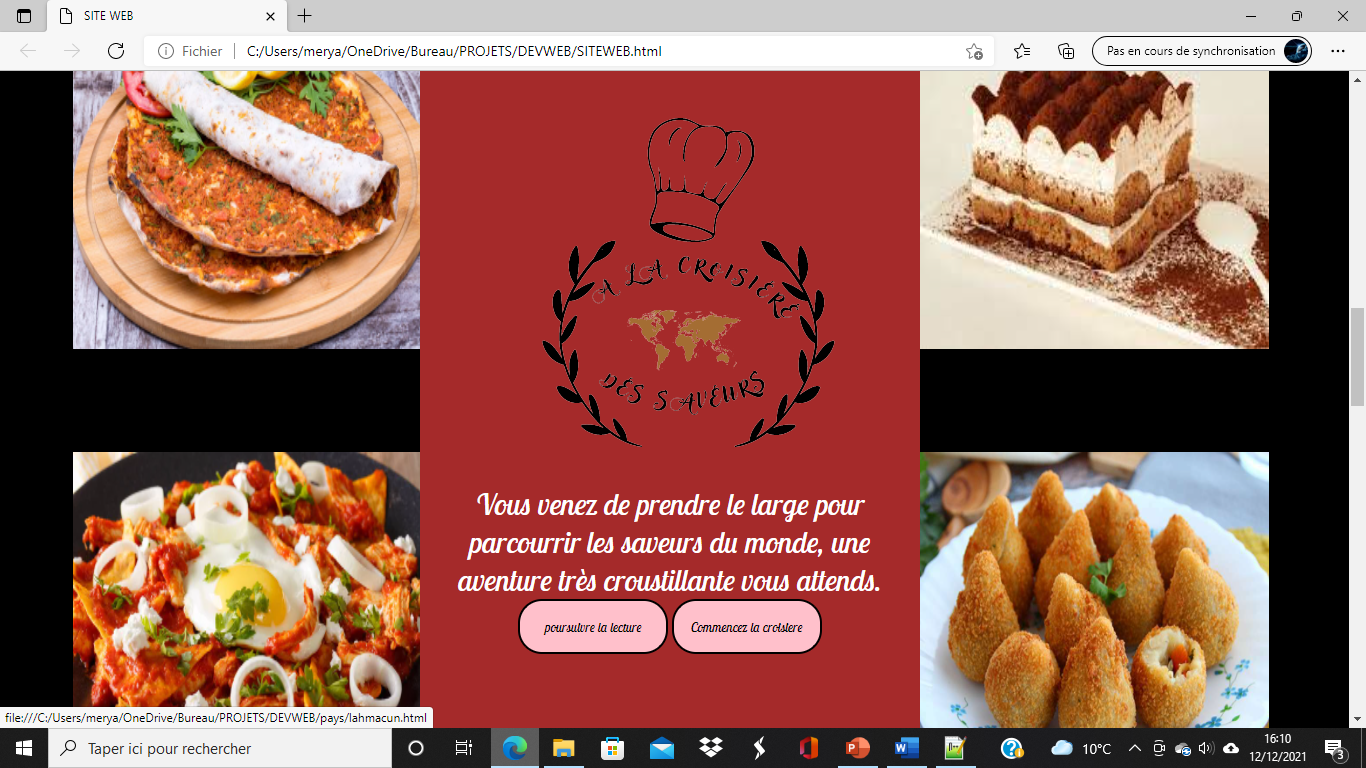 SITE WEB
Fichier
C:/Users/merya/OneDrive/Bureau/PROJETS/DEVWEB/SITEWEB.html
Pas en cours de synchronisation
A LA CROISIERE
DES SAVEURS
Vous venez de prendre le large pour
parcourrir les saveurs du monde, une
aventure très croustillante vous attends.
poursuivre la lecture
Commencez la croisiere
file:///C:/Users/merya/OneDrive/Bureau/PROJETS/DEVWEB/pays/lahmacun.html
Taper ici pour rechercher
10°C
16:10
12/12/2021
3